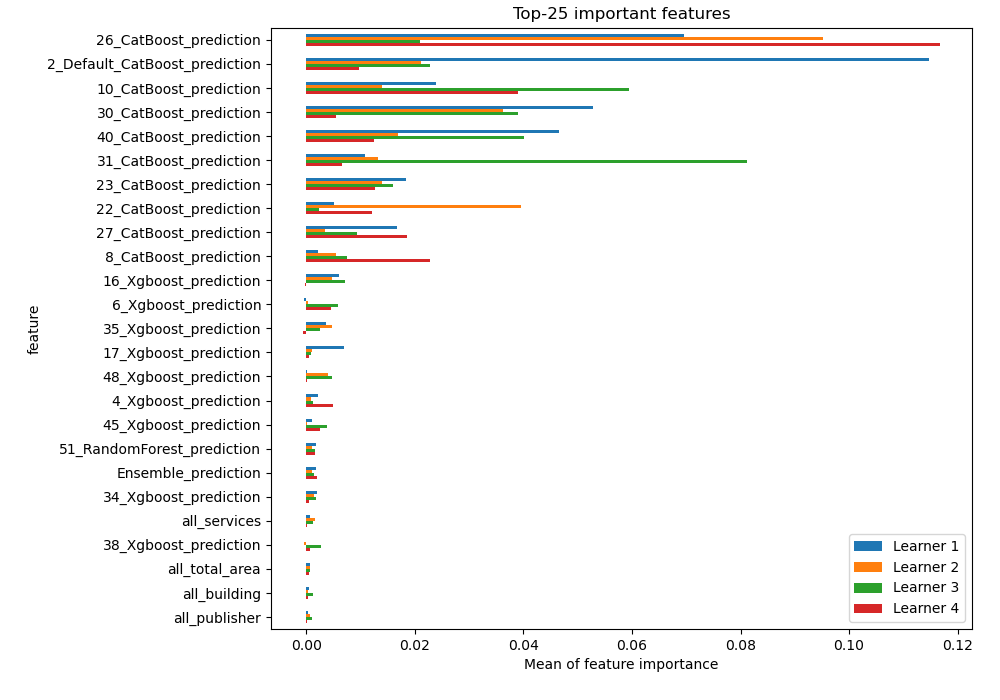 Top-25 important features
feature
26_CatBoost_prediction
2_Default_CatBoost_prediction
10_CatBoost_prediction
30_CatBoost_prediction
40_CatBoost_prediction
31_CatBoost_prediction
23_CatBoost_prediction
22_CatBoost_prediction
27_CatBoost_prediction
8_CatBoost_prediction
16_Xgboost_prediction
6_Xgboost_prediction
35_Xgboost_prediction
17_Xgboost_prediction
48_Xgboost_prediction
4_Xgboost_prediction
45_Xgboost_prediction
51_RandomForest_prediction
Ensemble_prediction
34_Xgboost_prediction
all_services
38_Xgboost_prediction
all_total_area
all_building
all_publisher
Learner 1
Learner 2
Learner 3
Learner 4
0.00 0.02 0.04 0.06 0.08 0.10 0.12
Mean of feature importance